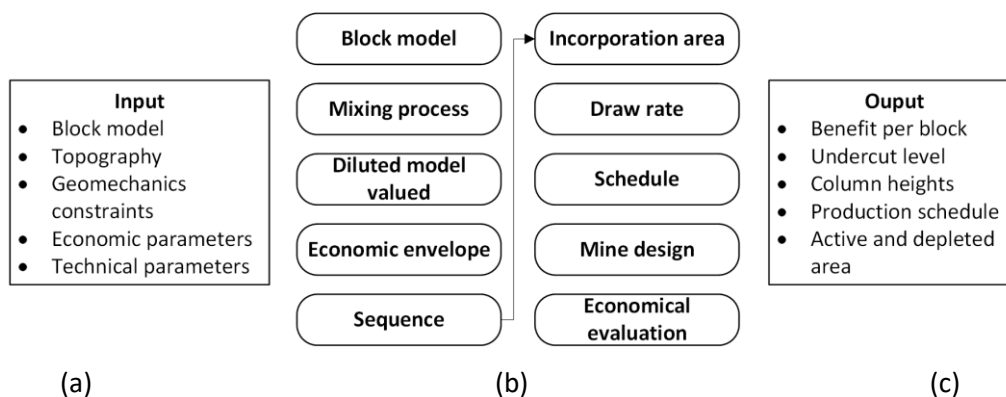 Input
• Block model
• Topography
• Geomechanics
constraints
• Economic parameters
• Technical parameters
(a)
Block model
Mixing process
Diluted model
valued
Economic envelope
Sequence
Incorporation area
Draw rate
Schedule
Mine design
Economical
evaluation
(b)
Ouput
• Benefit per block
• Undercut level
• Column heights
• Production schedule
• Active and depleted
area
(c)